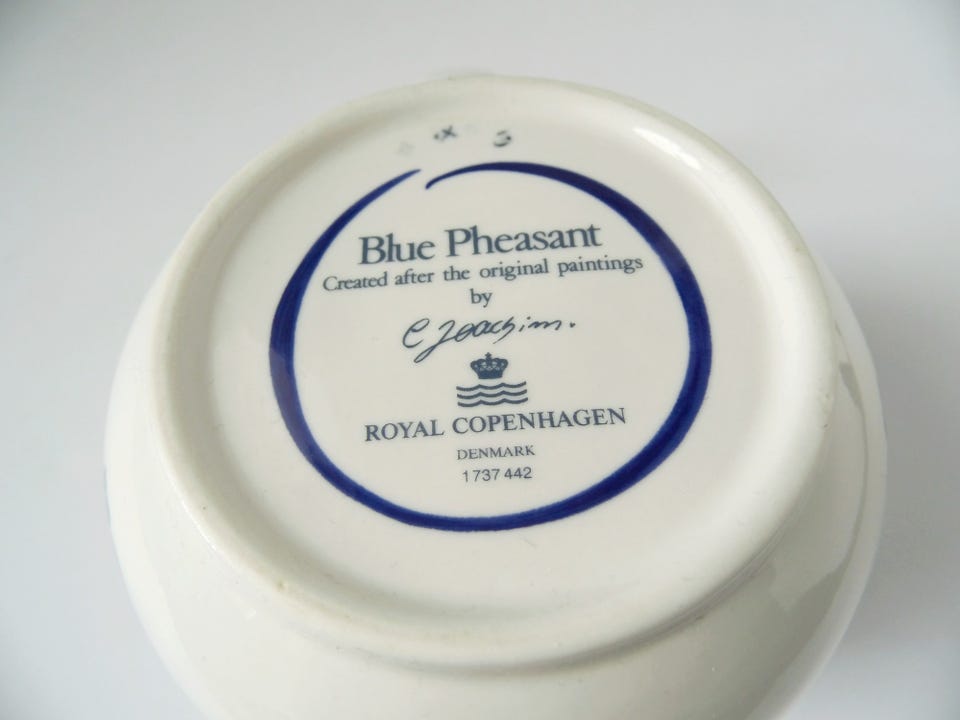 Blue Pheasant
Created after the original paintings
by
C Joachim.
ROYAL COPENHAGEN
DENMARK
1737 442